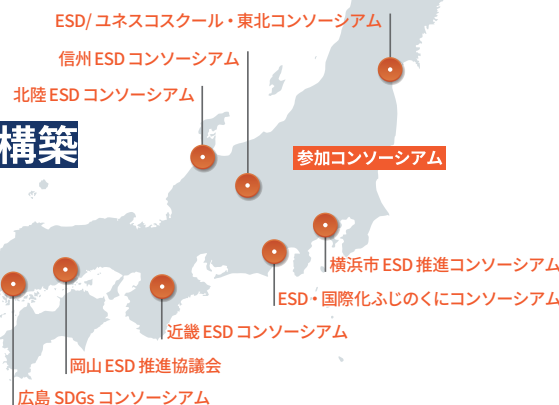 ESD/ ユネスコスクール・東北コンソーシアム
信州 ESD コンソーシアム
北陸 ESD コンソーシアム
構築
参加コンソーシアム
横浜市 ESD 推進コンソーシアム
ESD・国際化ふじのくにコンソーシアム
近畿 ESD コンソーシアム
岡山 ESD 推進協議会
広島 SDGs コンソーシアム